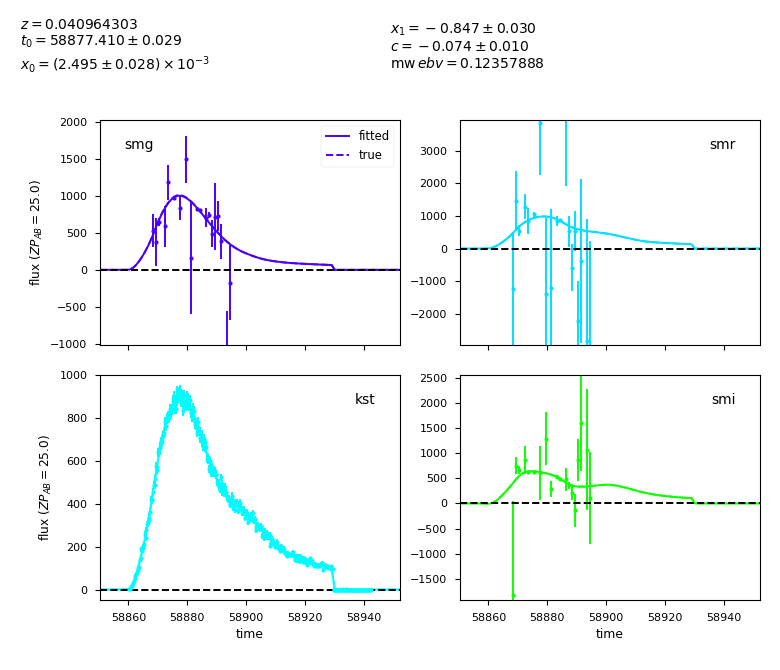 z = 0.040964303
t₀ = 58877.410 ± 0.029
x₀ = (2.495 ± 0.028) × 10⁻³
x₁ = −0.847 ± 0.030
c = −0.074 ± 0.010
mw ebv = 0.12357888
smg
fitted
true
2000
1500
1000
500
0
−500
−1000
flux (ZP_AB = 25.0)
smr
3000
2000
1000
0
−1000
−2000
kst
1000
800
600
400
200
0
flux (ZP_AB = 25.0)
58860 58880 58900 58920 58940
time
smi
2500
2000
1500
1000
500
0
−500
−1000
−1500
58860 58880 58900 58920 58940
time